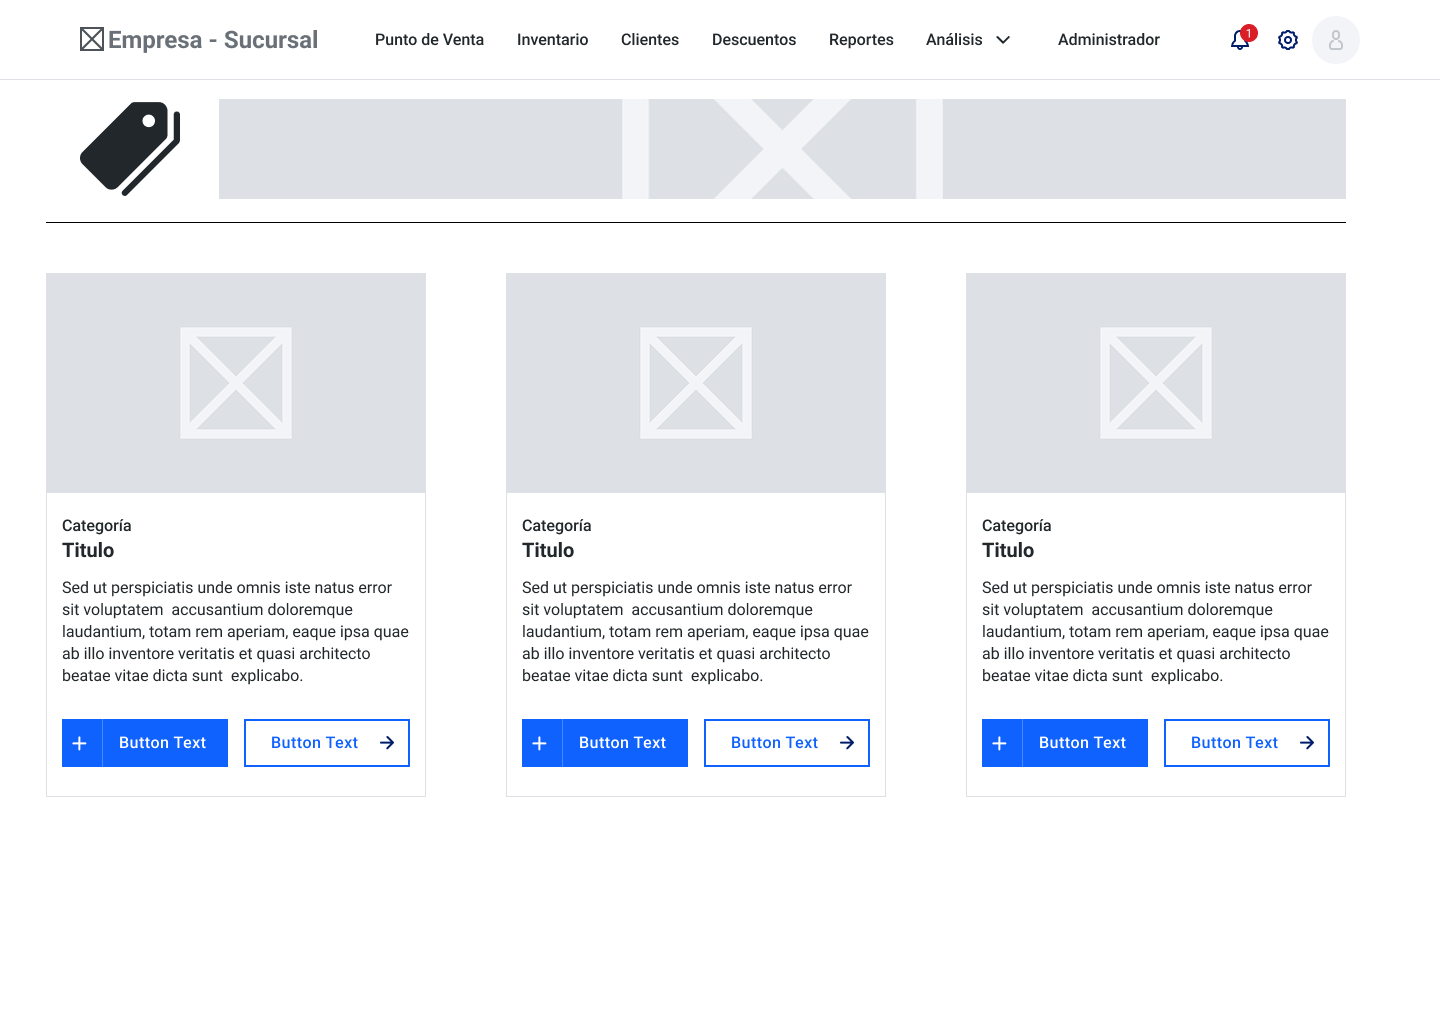 Empresa - Sucursal
Punto de Venta Inventario Clientes Descuentos Reportes Análisis Administrador
1
Categoría
Titulo
Sed ut perspiciatis unde omnis iste natus error
sit voluptatem  accusantium doloremque
laudantium, totam rem aperiam, eaque ipsa quae
ab illo inventore veritatis et quasi architecto
beatae vitae dicta sunt  explicabo.
Button Text
Button Text
Categoría
Titulo
Sed ut perspiciatis unde omnis iste natus error
sit voluptatem  accusantium doloremque
laudantium, totam rem aperiam, eaque ipsa quae
ab illo inventore veritatis et quasi architecto
beatae vitae dicta sunt  explicabo.
Button Text
Button Text
Categoría
Titulo
Sed ut perspiciatis unde omnis iste natus error
sit voluptatem  accusantium doloremque
laudantium, totam rem aperiam, eaque ipsa quae
ab illo inventore veritatis et quasi architecto
beatae vitae dicta sunt  explicabo.
Button Text
Button Text